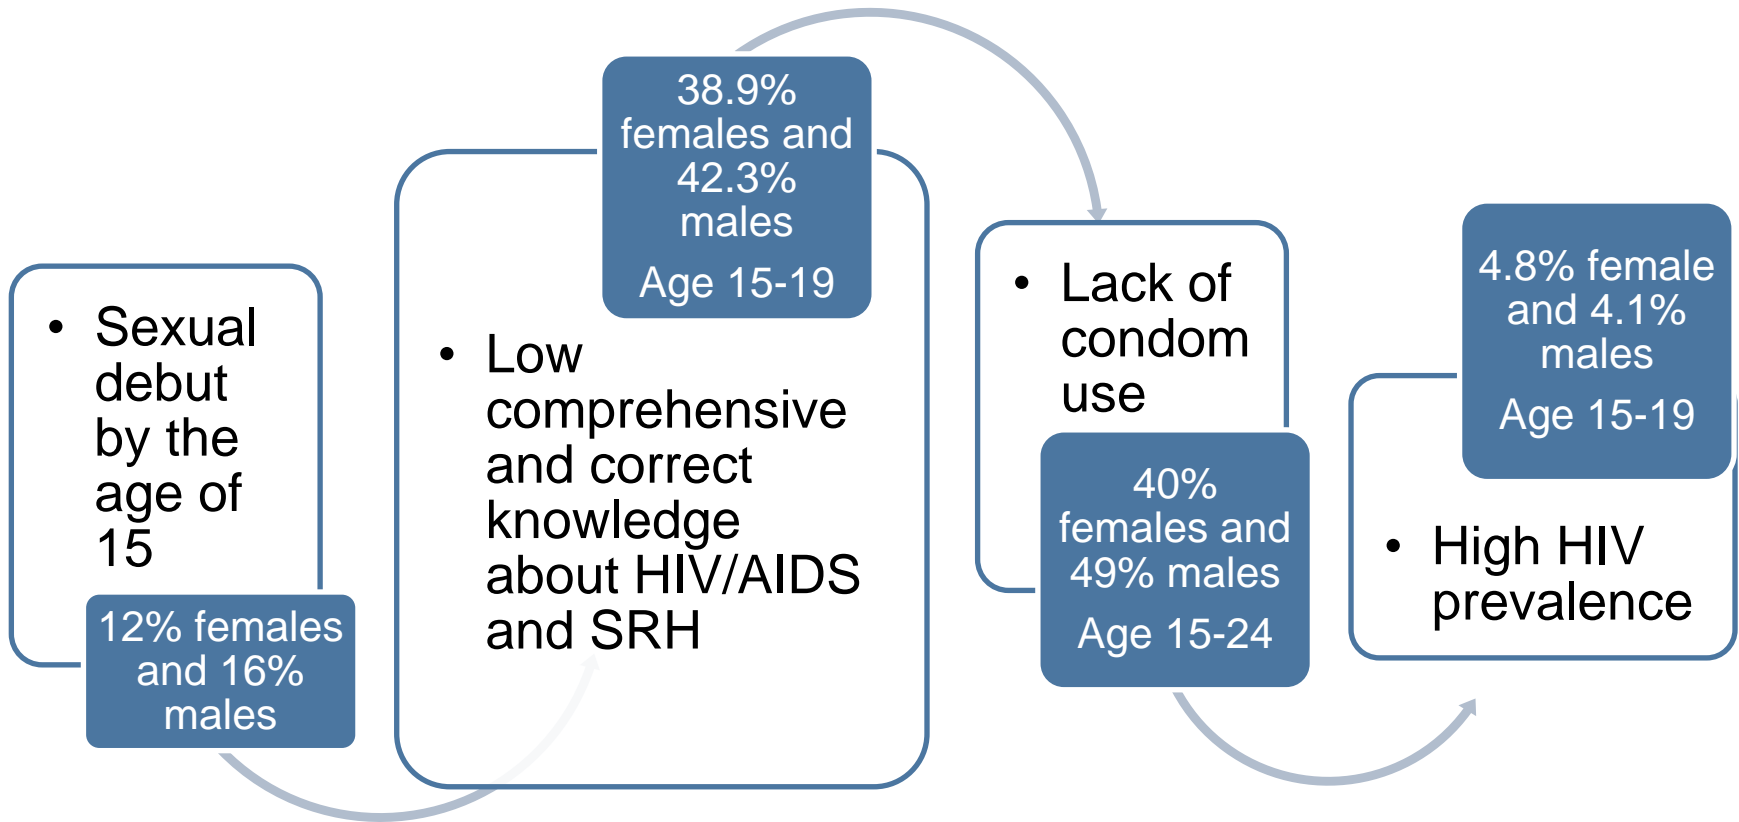 • Sexual
debut
by the
age of
15
12% females
and 16%
males
38.9%
females and
42.3%
males
Age 15-19
• Low
comprehensive
and correct
knowledge
about HIV/AIDS
and SRH
• Lack of
condom
use
40%
females and
49% males
Age 15-24
4.8% female
and 4.1%
males
Age 15-19
• High HIV
prevalence